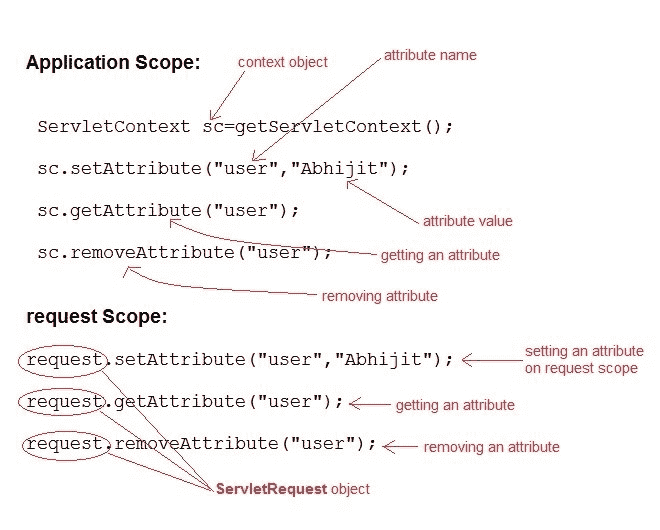 Application Scope:
context object
attribute name
ServletContext sc=getServletContext();
sc.setAttribute("user","Abhijit");
sc.getAttribute("user");
attribute value
sc.removeAttribute("user");
getting an attribute
removing attribute
request Scope:
request.setAttribute("user","Abhijit");
setting an attribute
on request scope
request.getAttribute("user");
getting an attribute
request.removeAttribute("user");
removing an attribute
ServletRequest object